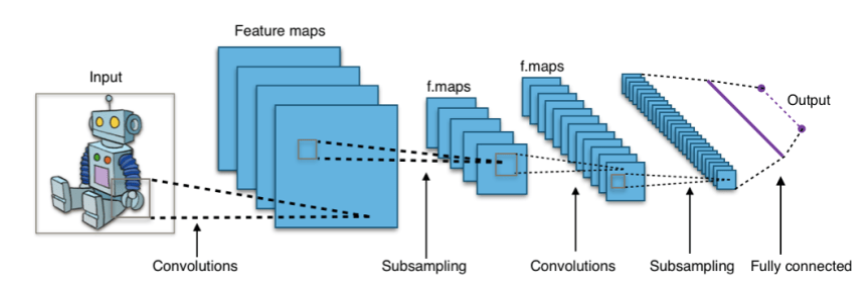 Feature maps
Input
f.maps
f.maps
Output
Convolutions
Subsampling
Convolutions
Subsampling
Fully connected